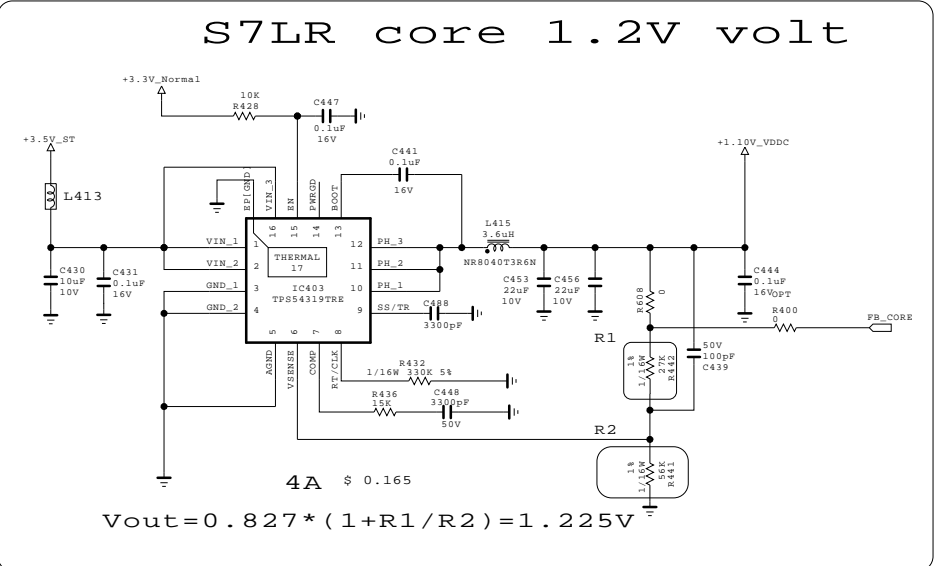 S7LR core 1.2V volt
+3.3V_Normal
10K
R428
C447
0.1uF
16V
+3.5V_ST
L413
C441
0.1uF
16V
+1.10V_VDDC
EP[GND]
VIN_3
EN
PWRGD
BOOT
16
15
14
13
VIN_1
1
VIN_2
2
GND_1
3
GND_2
4
THERMAL
17
IC403
TPS54319TRE
12
PH_3
11
PH_2
10
PH_1
9
SS/TR
5
6
7
8
AGND
VSENSE
COMP
RT/CLK
C430
10uF
10V
C431
0.1uF
16V
L415
3.6uH
NR8040T3R6N
C453
22uF
10V
C456
22uF
10V
C488
3300pF
R608
0
C444
0.1uF
16V
OPT
R400
0
FB_CORE
R1
1%
1/16W
27K
R442
50V
100pF
C439
R432
1/16W 330K 5%
R436
15K
C448
3300pF
50V
R2
1%
1/16W
56K
R441
4A
$ 0.165
Vout=0.827*(1+R1/R2)=1.225V